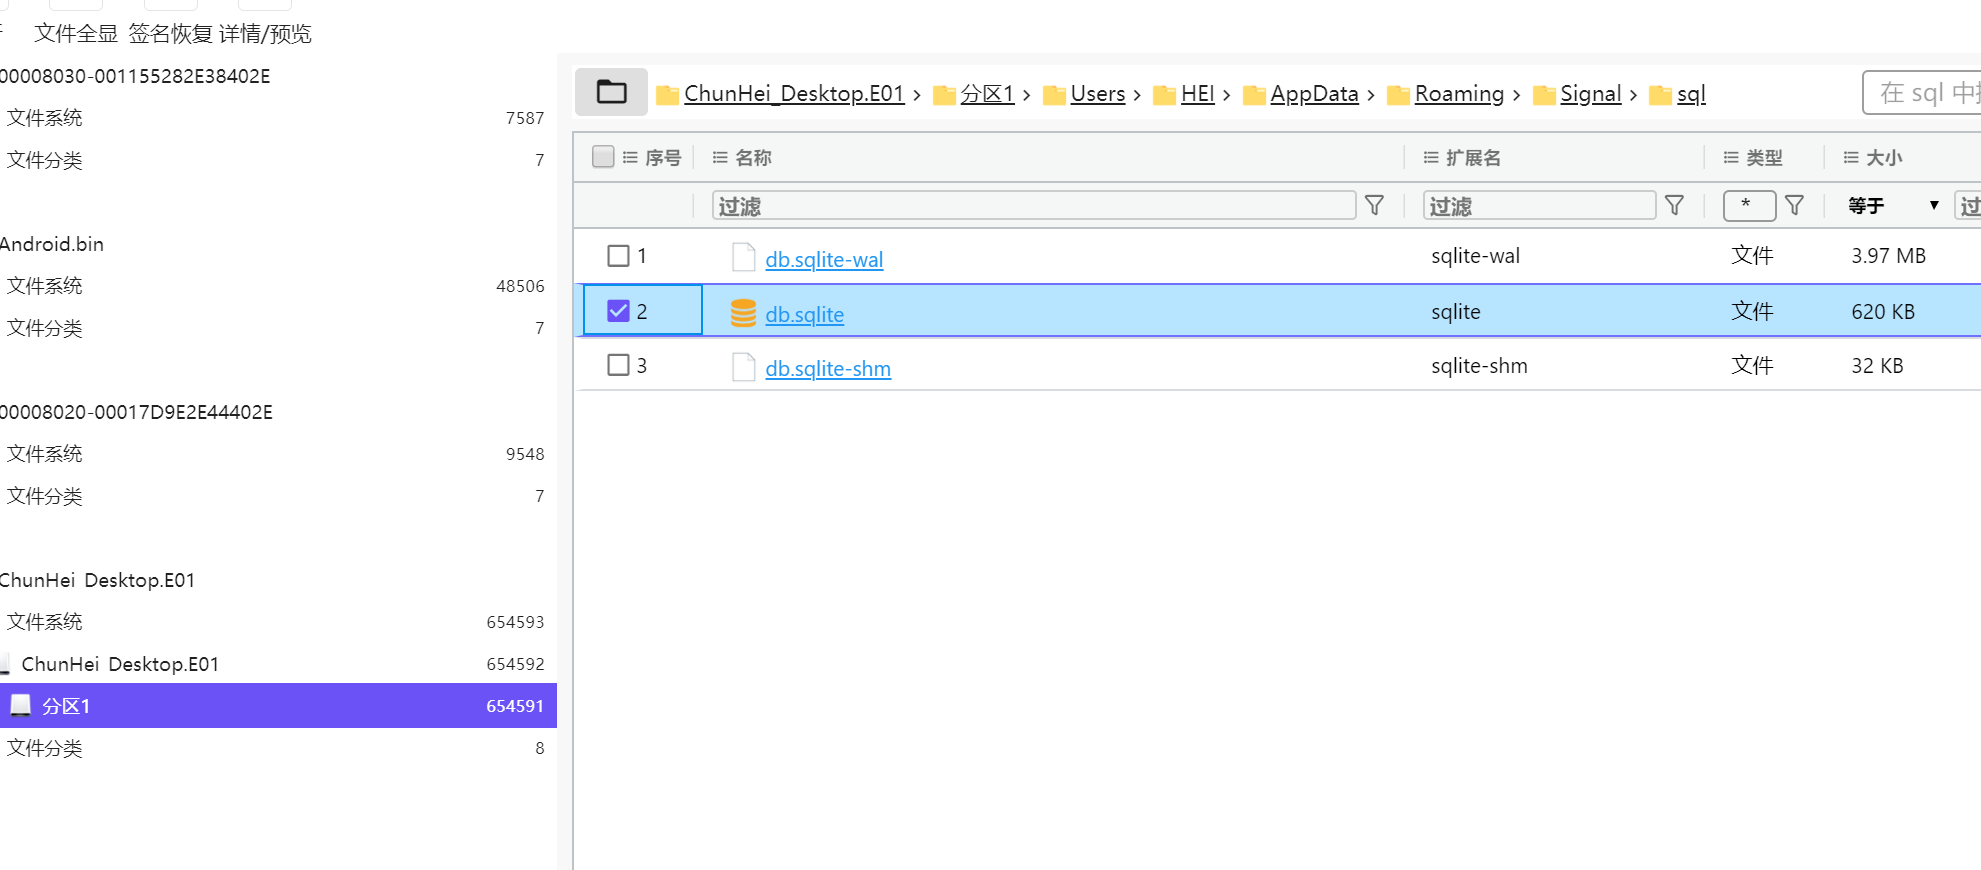 文件全显 签名恢复 详情/预览
00008030-001155282E38402E
文件系统 7587
文件分类 7
Android.bin
文件系统 48506
文件分类 7
00008020-00017D9E2E44402E
文件系统 9548
文件分类 7
ChunHei_Desktop.E01
文件系统 654593
ChunHei_Desktop.E01 654592
分区1 654591
文件分类 8
ChunHei_Desktop.E01 › 分区1 › Users › HEI › AppData › Roaming › Signal › sql
在 sql 中
序号 名称 扩展名 类型 大小
过滤 过滤 * 等于 ▼ 过
1 db.sqlite-wal sqlite-wal 文件 3.97 MB
2 db.sqlite sqlite 文件 620 KB
3 db.sqlite-shm sqlite-shm 文件 32 KB